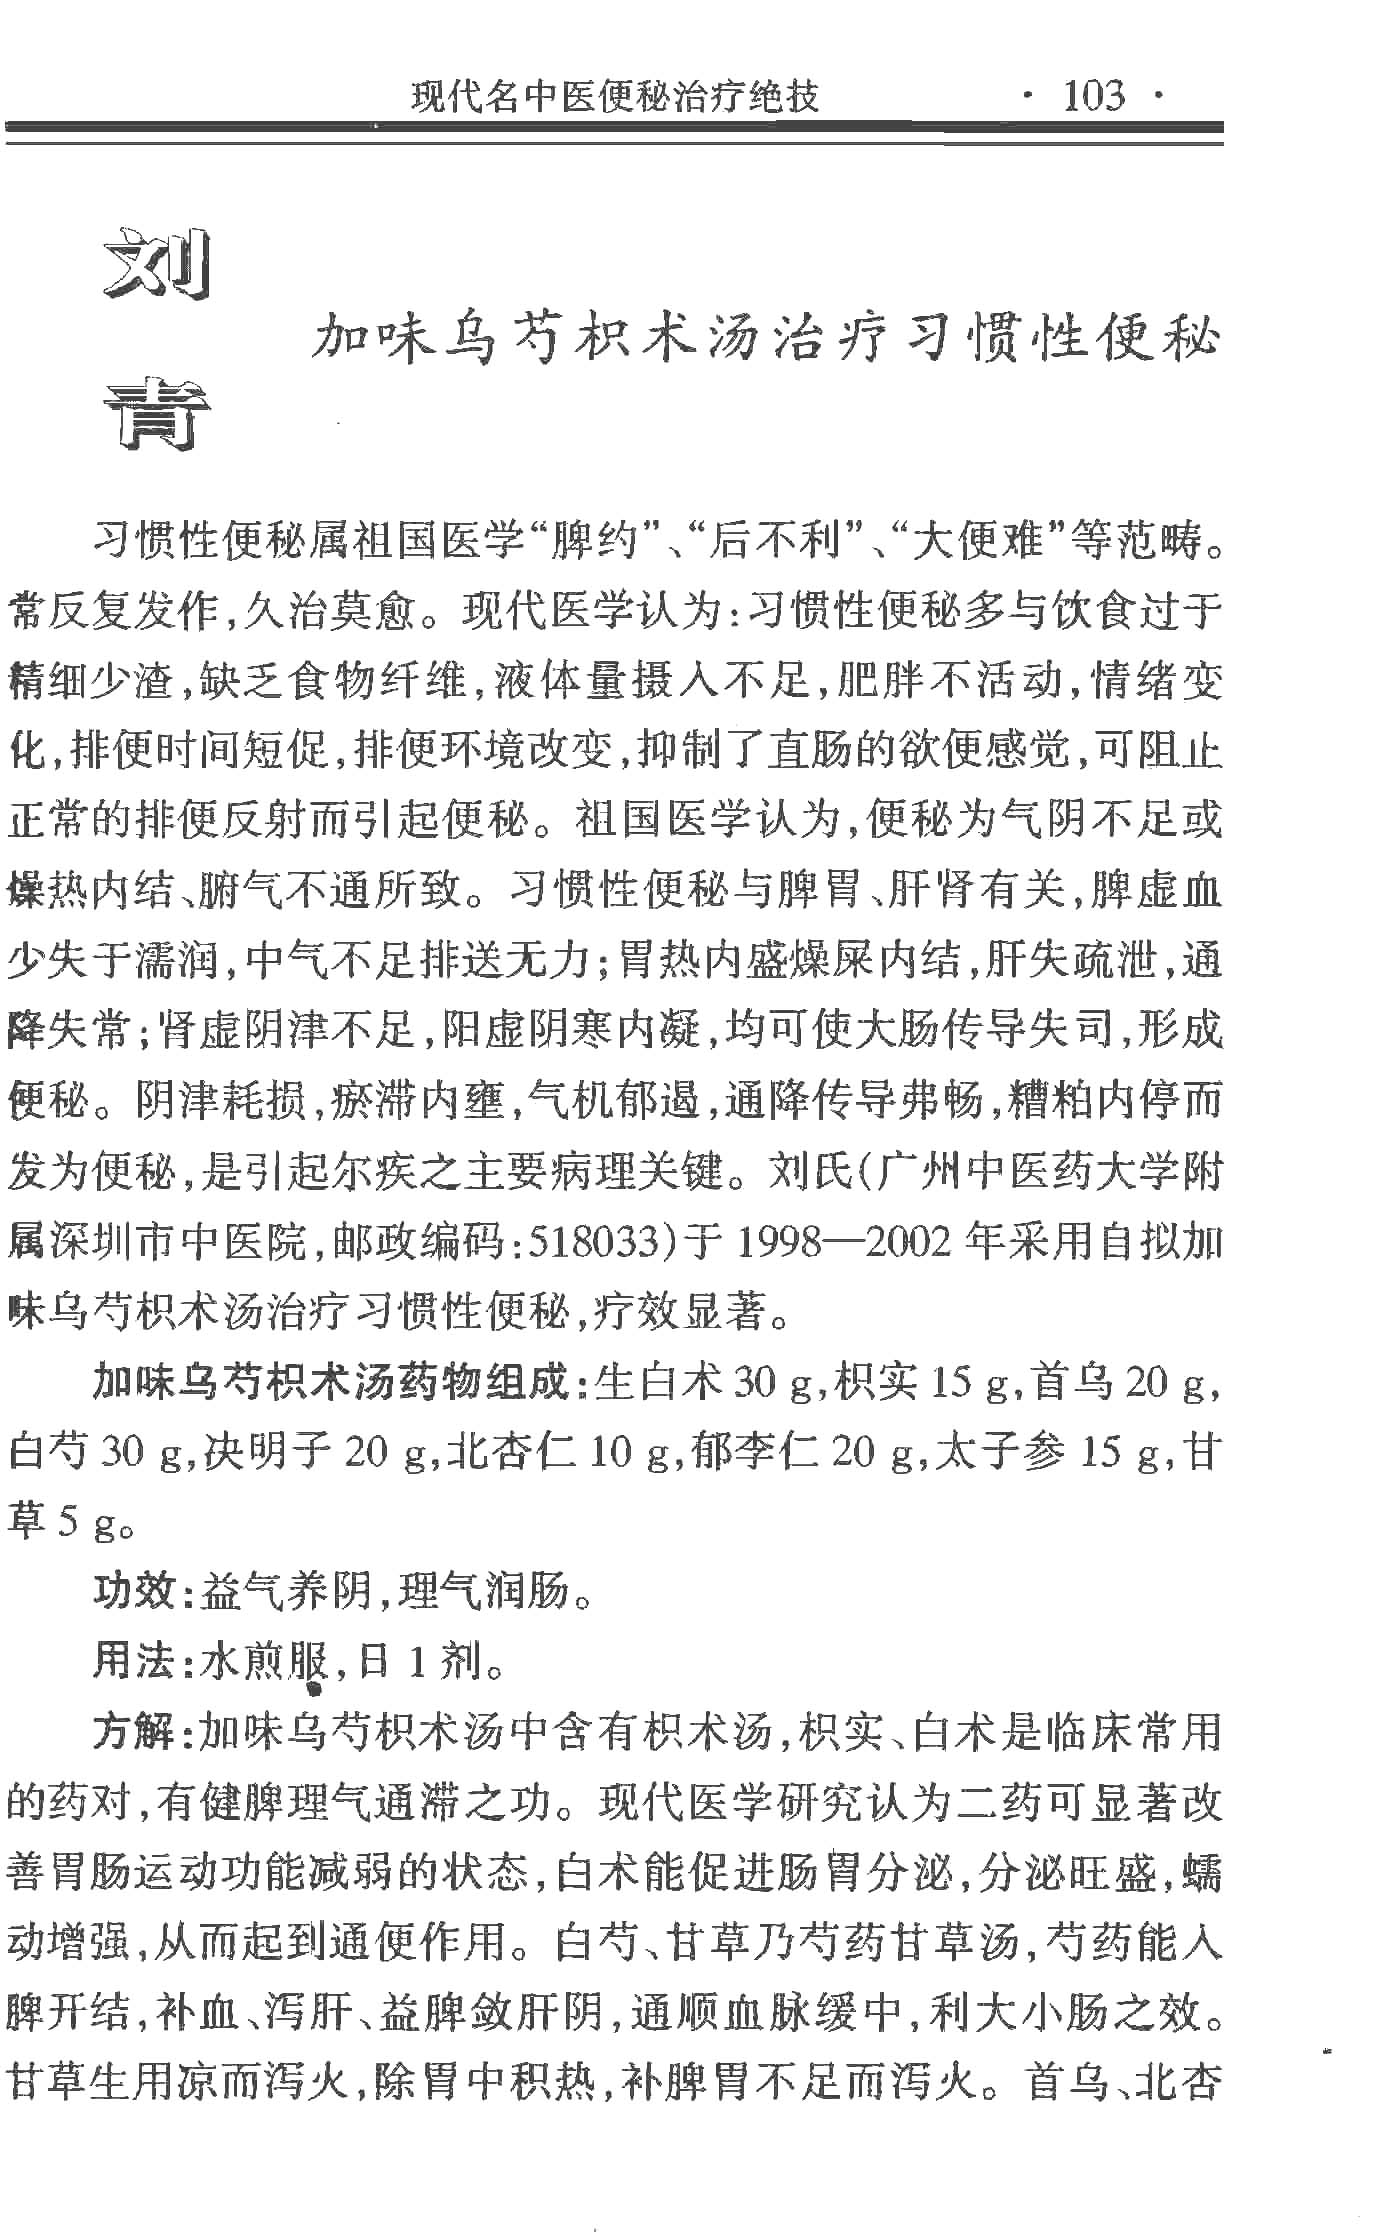 现代名中医便秘治疗绝技 · 103 ·
刘青
加味乌芍枳术汤治疗习惯性便秘
习惯性便秘属祖国医学“脾约”、“后不利”、“大便难”等范畴。
常反复发作,久治莫愈。现代医学认为:习惯性便秘多与饮食过于
精细少渣,缺乏食物纤维,液体量摄入不足,肥胖不活动,情绪变
化,排便时间短促,排便环境改变,抑制了直肠的欲便感觉,可阻止
正常的排便反射而引起便秘。祖国医学认为,便秘为气阴不足或
燥热内结、腑气不通所致。习惯性便秘与脾胃、肝肾有关,脾虚血
少失于濡润,中气不足排送无力;胃热内盛燥屎内结,肝失疏泄,通
降失常;肾虚阴津不足,阳虚阴寒内凝,均可使大肠传导失司,形成
便秘。阴津耗损,瘀滞内壅,气机郁遏,通降传导弗畅,糟粕内停而
发为便秘,是引起尔疾之主要病理关键。刘氏(广州中医药大学附
属深圳市中医院,邮政编码:518033)于 1998—2002 年采用自拟加
味乌芍枳术汤治疗习惯性便秘,疗效显著。
加味乌芍枳术汤药物组成:生白术 30 g,枳实 15 g,首乌 20 g,
白芍 30 g,决明子 20 g,北杏仁 10 g,郁李仁 20 g,太子参 15 g,甘
草 5 g。
功效:益气养阴,理气润肠。
用法:水煎服,日 1 剂。
方解:加味乌芍枳术汤中含有枳术汤,枳实、白术是临床常用
的药对,有健脾理气通滞之功。现代医学研究认为二药可显著改
善胃肠运动功能减弱的状态,白术能促进肠胃分泌,分泌旺盛,蠕
动增强,从而起到通便作用。白芍、甘草乃芍药甘草汤,芍药能入
脾开结,补血、泻肝、益脾敛肝阴,通顺血脉缓中,利大小肠之效。
甘草生用凉而泻火,除胃中积热,补脾胃不足而泻火。首乌、北杏